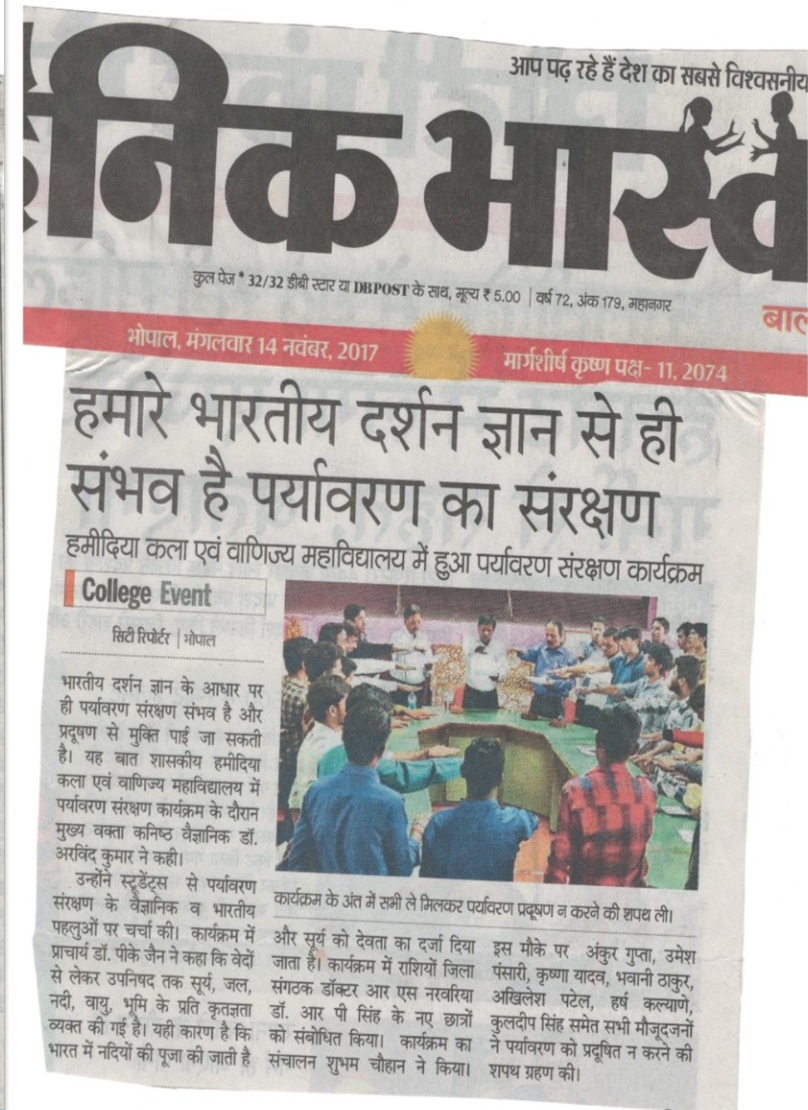 आप पढ़ रहे हैं देश का सबसे विश्वसनीय
दैनिक भास्क
कुल पेज * 32/32 डीबी स्टार या DB POST के साथ, मूल्य ₹ 5.00 | वर्ष 72, अंक 179, महानगर
बाल
भोपाल, मंगलवार 14 नवंबर, 2017
मार्गशीर्ष कृष्ण पक्ष- 11, 2074
हमारे भारतीय दर्शन ज्ञान से ही
संभव है पर्यावरण का संरक्षण
हमीदिया कला एवं वाणिज्य महाविद्यालय में हुआ पर्यावरण संरक्षण कार्यक्रम
College Event
सिटी रिपोर्टर | भोपाल
भारतीय दर्शन ज्ञान के आधार पर
ही पर्यावरण संरक्षण संभव है और
प्रदूषण से मुक्ति पाई जा सकती
है। यह बात शासकीय हमीदिया
कला एवं वाणिज्य महाविद्यालय में
पर्यावरण संरक्षण कार्यक्रम के दौरान
मुख्य वक्ता कनिष्ठ वैज्ञानिक डॉ.
अरविंद कुमार ने कही।
उन्होंने स्टूडेंट्स से पर्यावरण
संरक्षण के वैज्ञानिक व भारतीय
पहलुओं पर चर्चा की। कार्यक्रम में
प्राचार्य डॉ. पीके जैन ने कहा कि वेदों
से लेकर उपनिषद तक सूर्य, जल,
नदी, वायु, भूमि के प्रति कृतज्ञता
व्यक्त की गई है। यही कारण है कि
भारत में नदियों की पूजा की जाती है
कार्यक्रम के अंत में सभी ले मिलकर पर्यावरण प्रदूषण न करने की शपथ ली।
और सूर्य को देवता का दर्जा दिया
जाता है। कार्यक्रम में राशियों जिला
संगठक डॉक्टर आर एस नरवरिया
डॉ. आर पी सिंह के नए छात्रों
को संबोधित किया। कार्यक्रम का
संचालन शुभम चौहान ने किया।
इस मौके पर अंकुर गुप्ता, उमेश
पंसारी, कृष्णा यादव, भवानी ठाकुर,
अखिलेश पटेल, हर्ष कल्याणे,
कुलदीप सिंह समेत सभी मौजूदजनों
ने पर्यावरण को प्रदूषित न करने की
शपथ ग्रहण की।